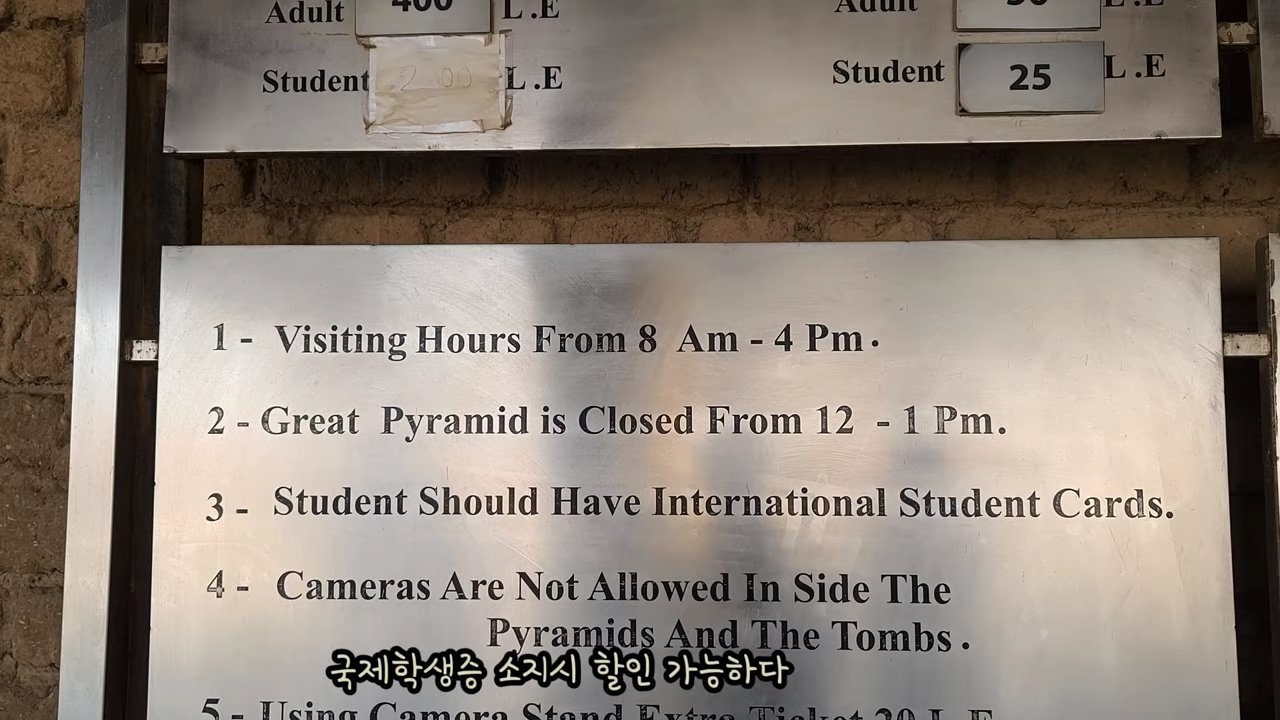 Adult 400 L.E
Student 200 L.E
Adult L.E
Student 25 L.E
1 - Visiting Hours From 8 Am - 4 Pm.
2 - Great Pyramid is Closed From 12 - 1 Pm.
3 - Student Should Have International Student Cards.
4 - Cameras Are Not Allowed In Side The
Pyramids And The Tombs.
국제학생증 소지시 할인 가능하다
5 - Using Camera Stand Extra Ticket 20 L.E